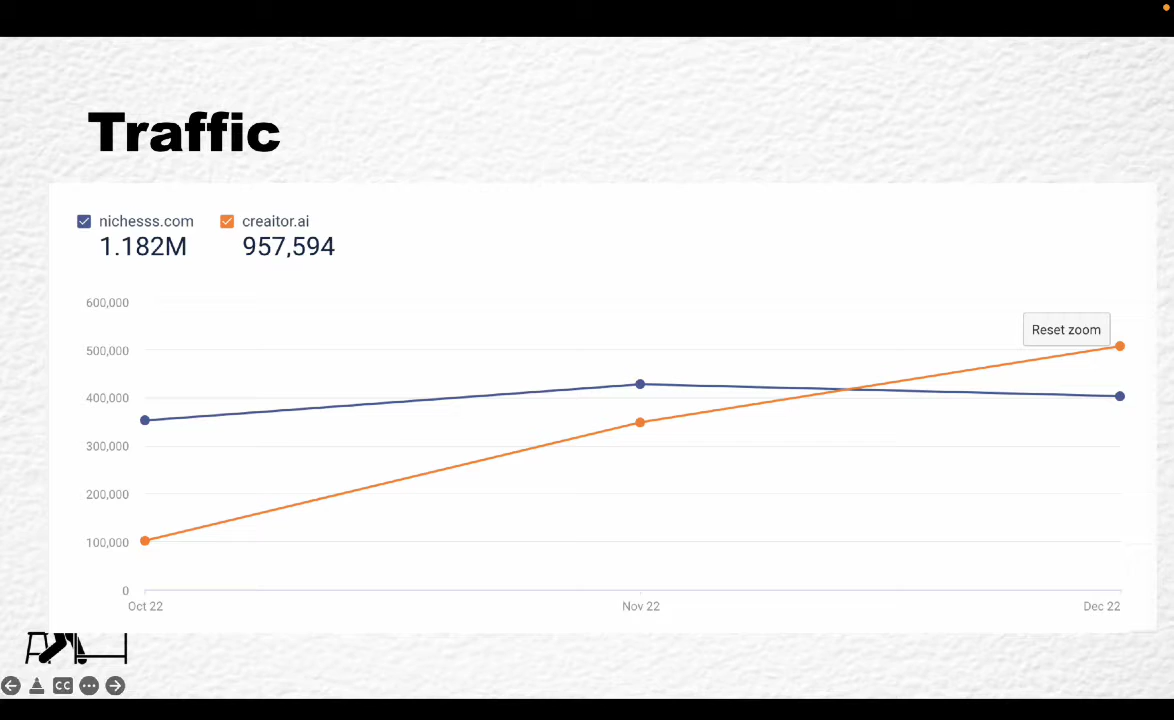 Traffic
nichesss.com creaitor.ai
1.182M 957,594
600,000
Reset zoom
500,000
400,000
300,000
200,000
100,000
0
Oct 22 Nov 22 Dec 22
CC